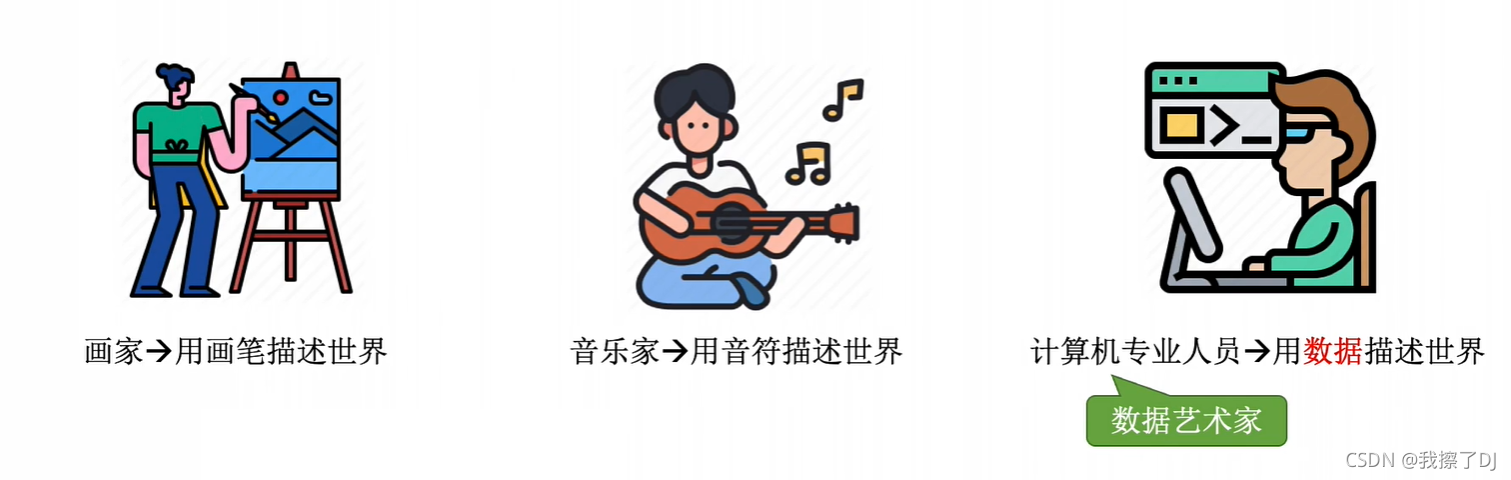 画家→用画笔描述世界
音乐家→用音符描述世界
计算机专业人员→用数据描述世界
数据艺术家
CSDN @我擦了DJ